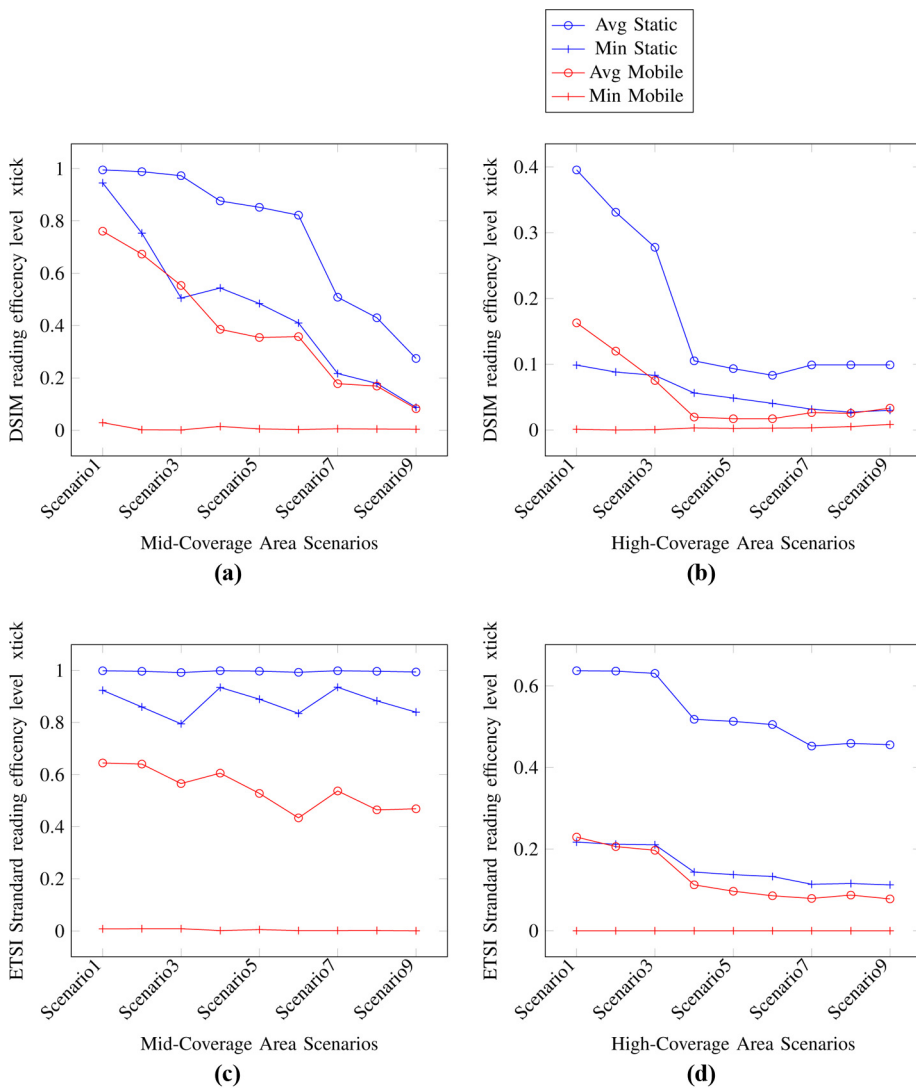 Avg Static
Min Static
Avg Mobile
Min Mobile
DSIM reading efficency level xtick
1
0.8
0.6
0.4
0.2
0
Scenario1
Scenario3
Scenario5
Scenario7
Scenario9
Mid-Coverage Area Scenarios
(a)
DSIM reading efficency level xtick
0.4
0.3
0.2
0.1
0
Scenario1
Scenario3
Scenario5
Scenario7
Scenario9
High-Coverage Area Scenarios
(b)
ETSI Strandard reading efficency level xtick
1
0.8
0.6
0.4
0.2
0
Scenario1
Scenario3
Scenario5
Scenario7
Scenario9
Mid-Coverage Area Scenarios
(c)
ETSI Strandard reading efficency level xtick
0.6
0.4
0.2
0
Scenario1
Scenario3
Scenario5
Scenario7
Scenario9
High-Coverage Area Scenarios
(d)